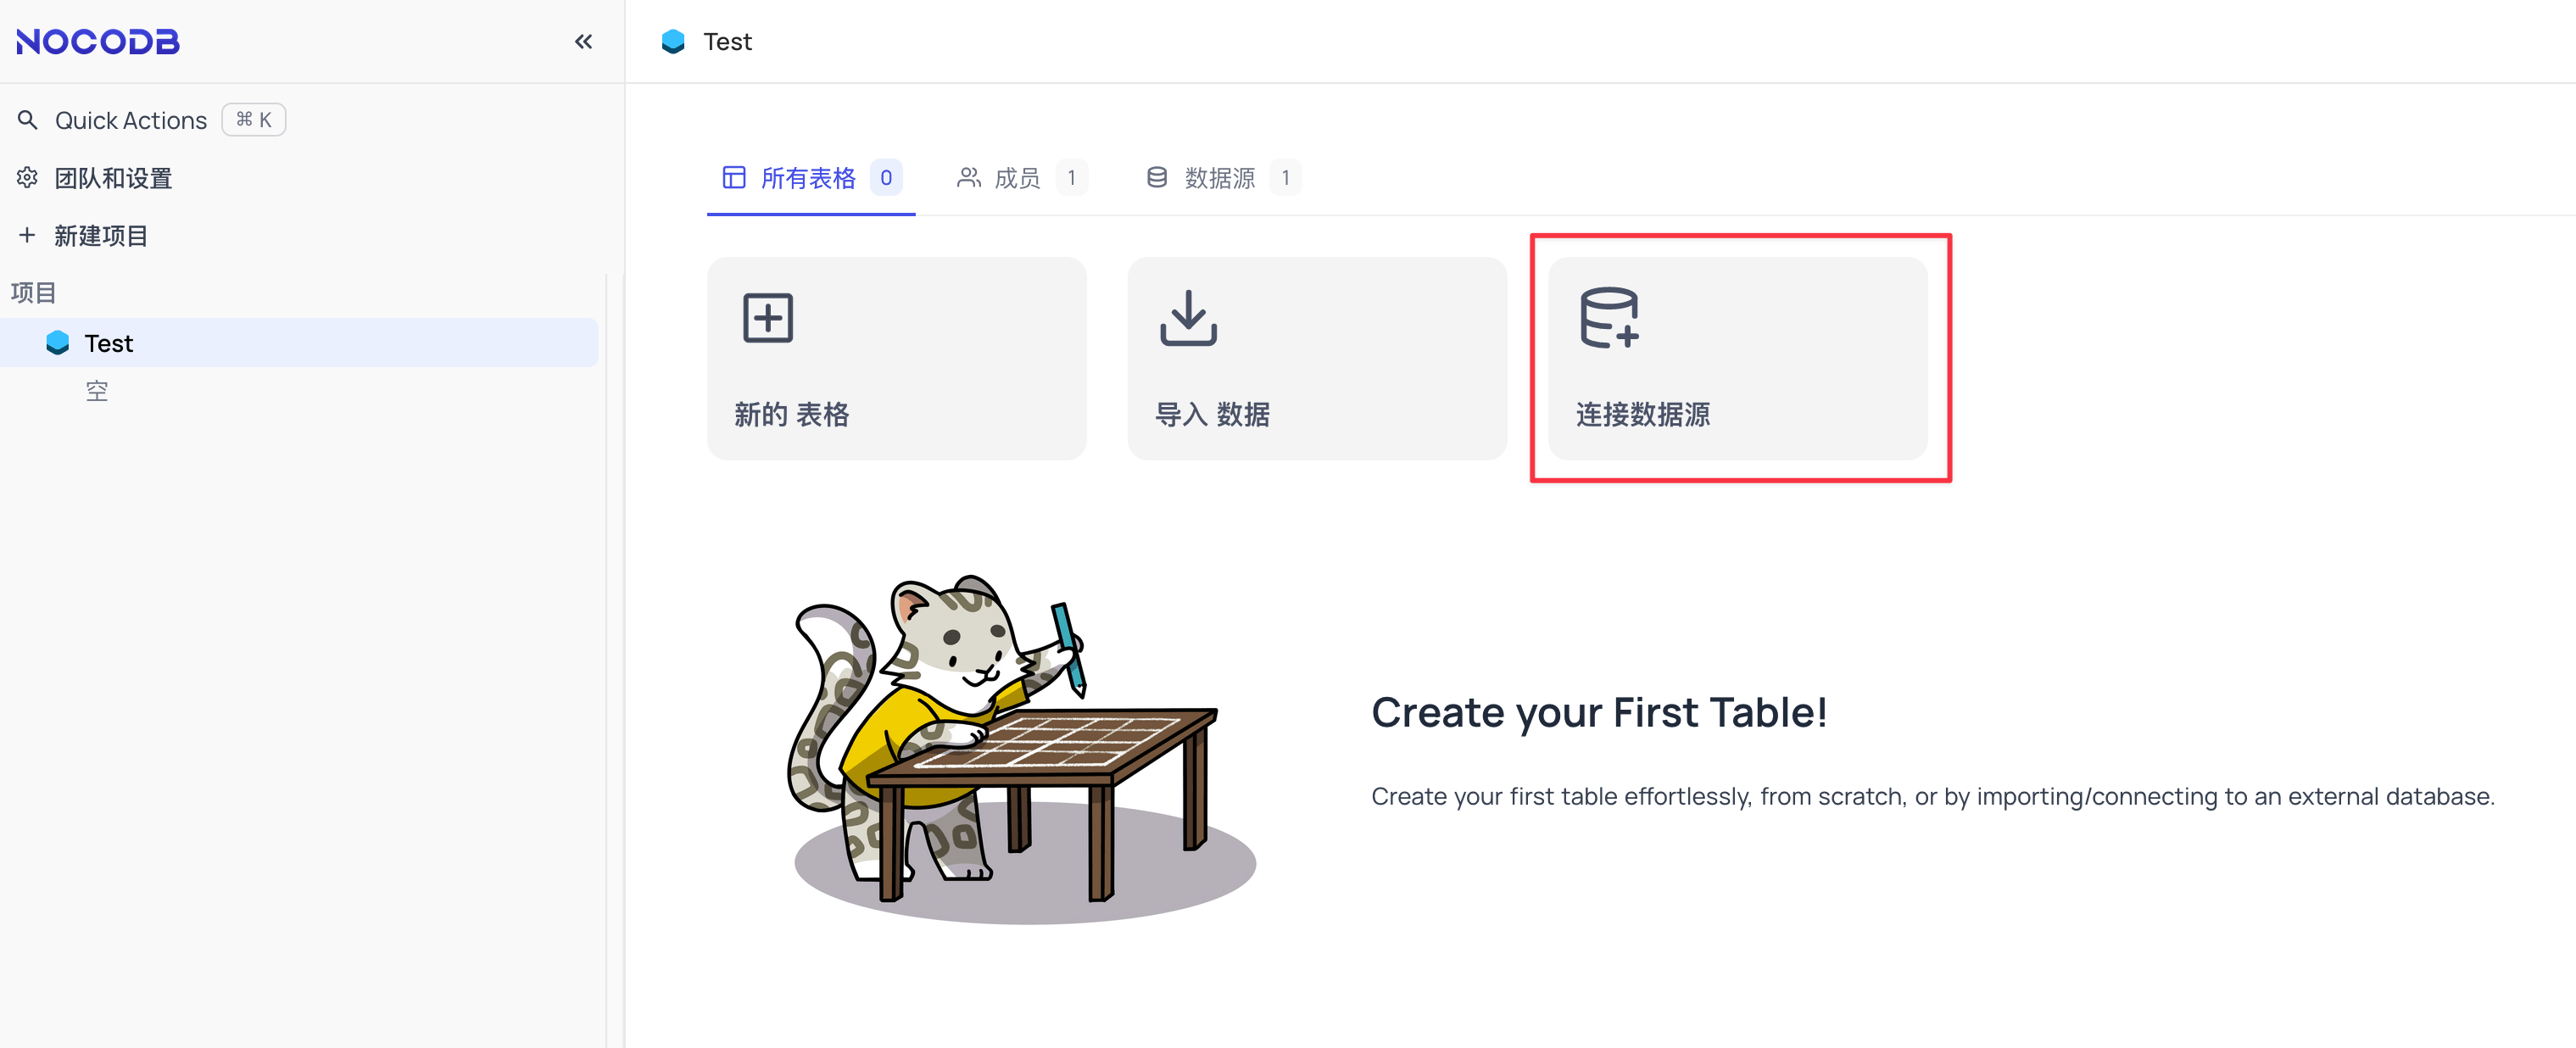 NOCODB
Test
Quick Actions ⌘ K
团队和设置
新建项目
项目
Test
空
所有表格 0 成员 1 数据源 1
新的 表格
导入 数据
连接数据源
Create your First Table!
Create your first table effortlessly, from scratch, or by importing/connecting to an external database.